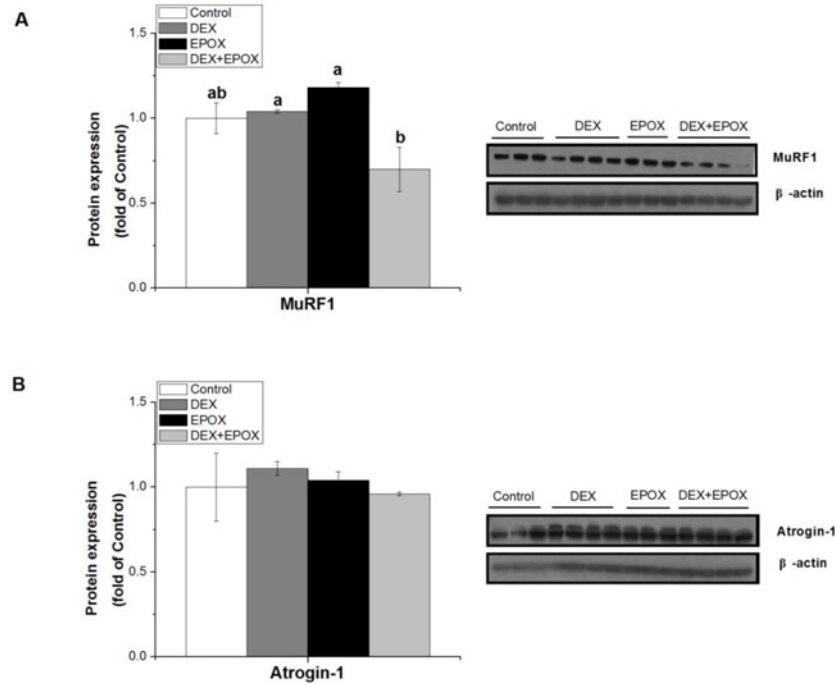 A
Control
DEX
EPOX
DEX+EPOX
Protein expression
(fold of Control)
1.5
1.0
0.5
0.0
ab
a
a
b
MuRF1
Control DEX EPOX DEX+EPOX
MuRF1
β -actin
B
Control
DEX
EPOX
DEX+EPOX
Protein expression
(fold of Control)
1.5
1.0
0.5
0.0
Atrogin-1
Control DEX EPOX DEX+EPOX
Atrogin-1
β -actin